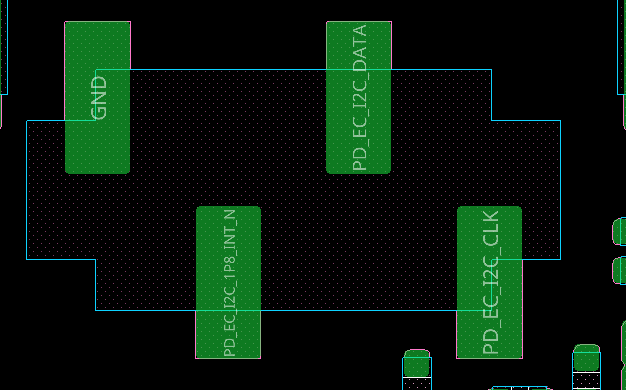 GND
PD_EC_I2C_DATA
PD_EC_I2C_1P8_INT_N
PD_EC_I2C_CLK